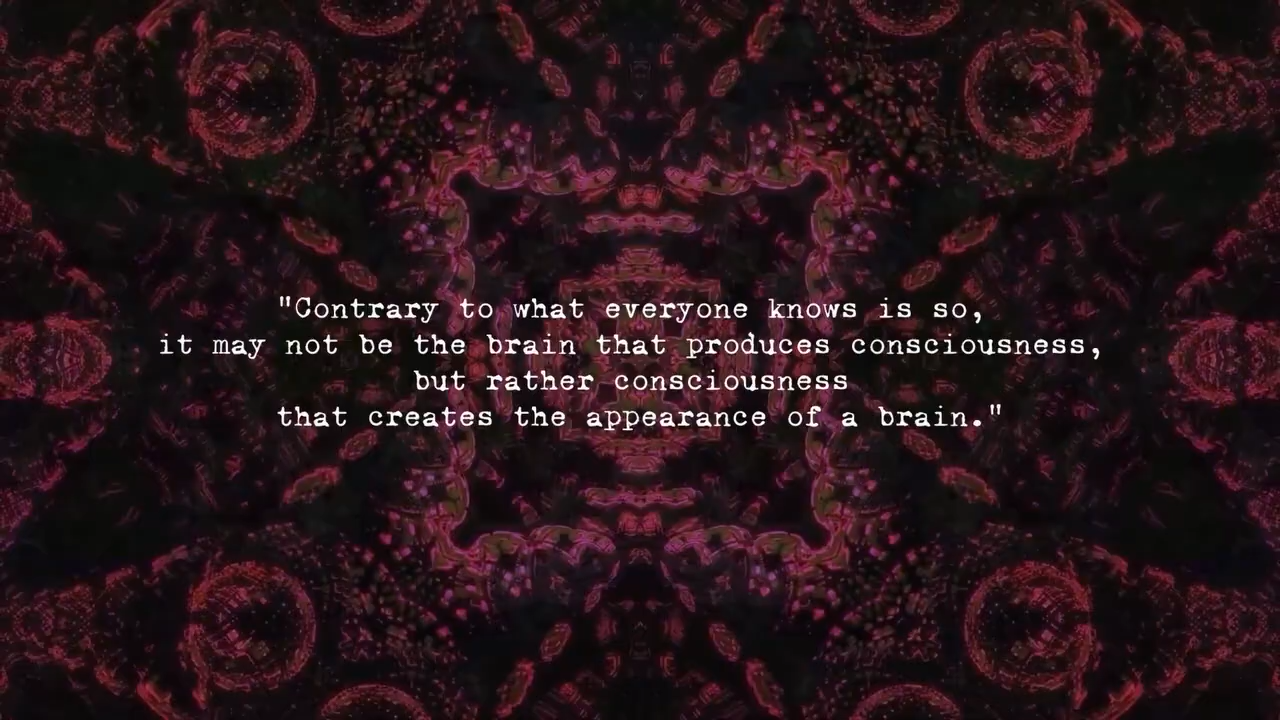 "Contrary to what everyone knows is so,
it may not be the brain that produces consciousness,
but rather consciousness
that creates the appearance of a brain."